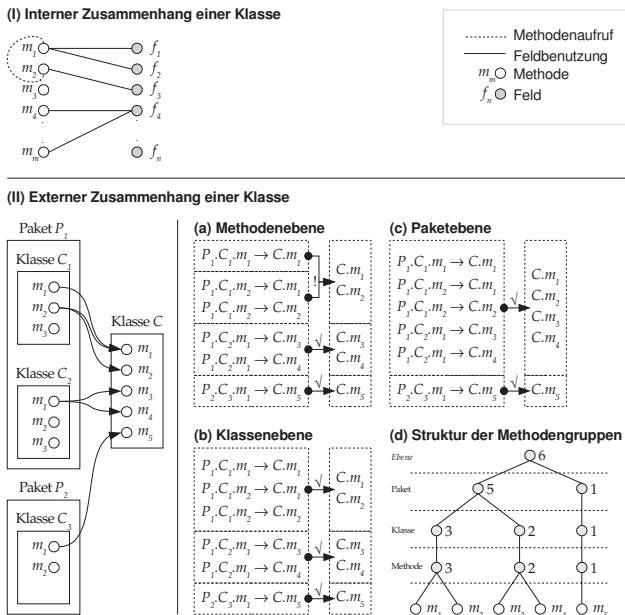 (I) Interner Zusammenhang einer Klasse
m1 f1
m2 f2
m3 f3
m4 f4
mm fn
Methodenaufruf
Feldbenutzung
mm Methode
fn Feld
(II) Externer Zusammenhang einer Klasse
Paket P1
Klasse C1
m1
m2
m3
Klasse C2
m1
m2
m3
Paket P2
Klasse C3
m1
m2
Klasse C
m1
m2
m3
m4
m5
(a) Methodenebene
P1.C1.m1 → C.m1
P1.C1.m2 → C.m1
P1.C1.m2 → C.m2
!
C.m1
C.m2
P1.C2.m1 → C.m3
P1.C2.m1 → C.m4
√
C.m3
C.m4
P2.C3.m1 → C.m5
√
C.m5
(b) Klassenebene
P1.C1.m1 → C.m1
P1.C1.m2 → C.m1
P1.C1.m2 → C.m2
√
C.m1
C.m2
P1.C2.m1 → C.m3
P1.C2.m1 → C.m4
√
C.m3
C.m4
P2.C3.m1 → C.m5
√
C.m5
(c) Paketebene
P1.C1.m1 → C.m1
P1.C1.m2 → C.m1
P1.C1.m2 → C.m2
P1.C2.m1 → C.m3
P1.C2.m1 → C.m4
√
C.m1
C.m2
C.m3
C.m4
P2.C3.m1 → C.m5
√
C.m5
(d) Struktur der Methodengruppen
Ebene 6
Paket 5 1
Klasse 3 2 1
Methode 3 2 1
m1 m2 m3 m4 m5